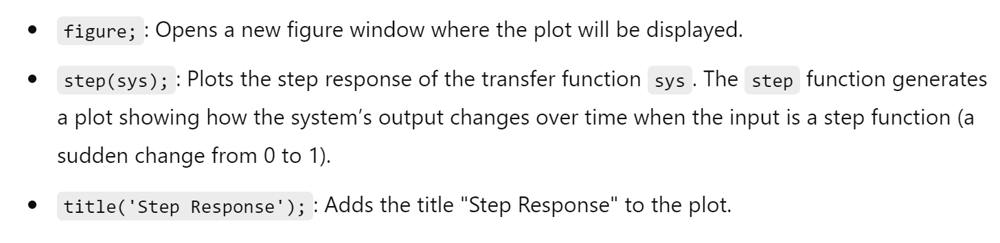 • figure; : Opens a new figure window where the plot will be displayed.
• step(sys); : Plots the step response of the transfer function sys . The step function generates
a plot showing how the system’s output changes over time when the input is a step function (a
sudden change from 0 to 1).
• title('Step Response'); : Adds the title "Step Response" to the plot.